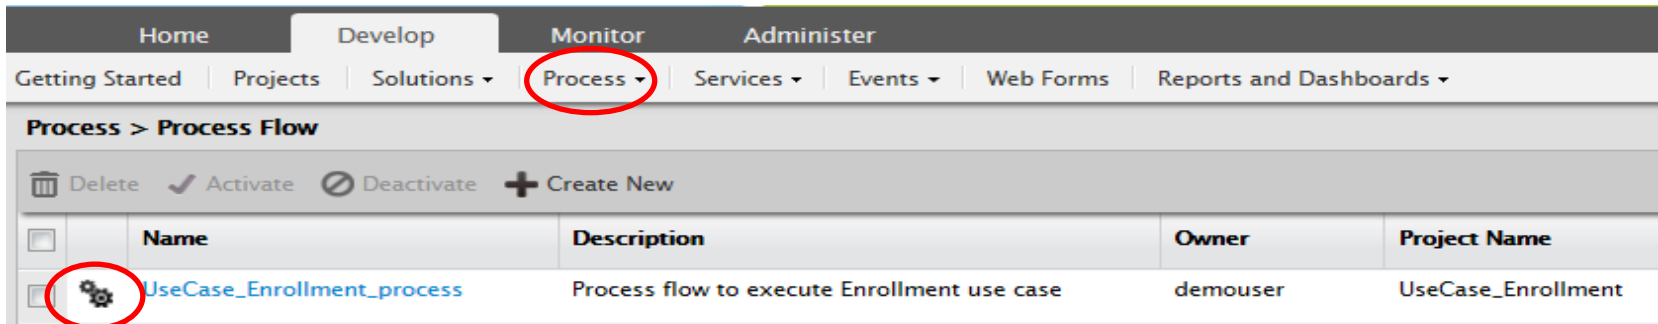 Home Develop Monitor Administer
Getting Started Projects Solutions Process Services Events Web Forms Reports and Dashboards
Process > Process Flow
Delete Activate Deactivate Create New
Name Description Owner Project Name
UseCase_Enrollment_process Process flow to execute Enrollment use case demouser UseCase_Enrollment